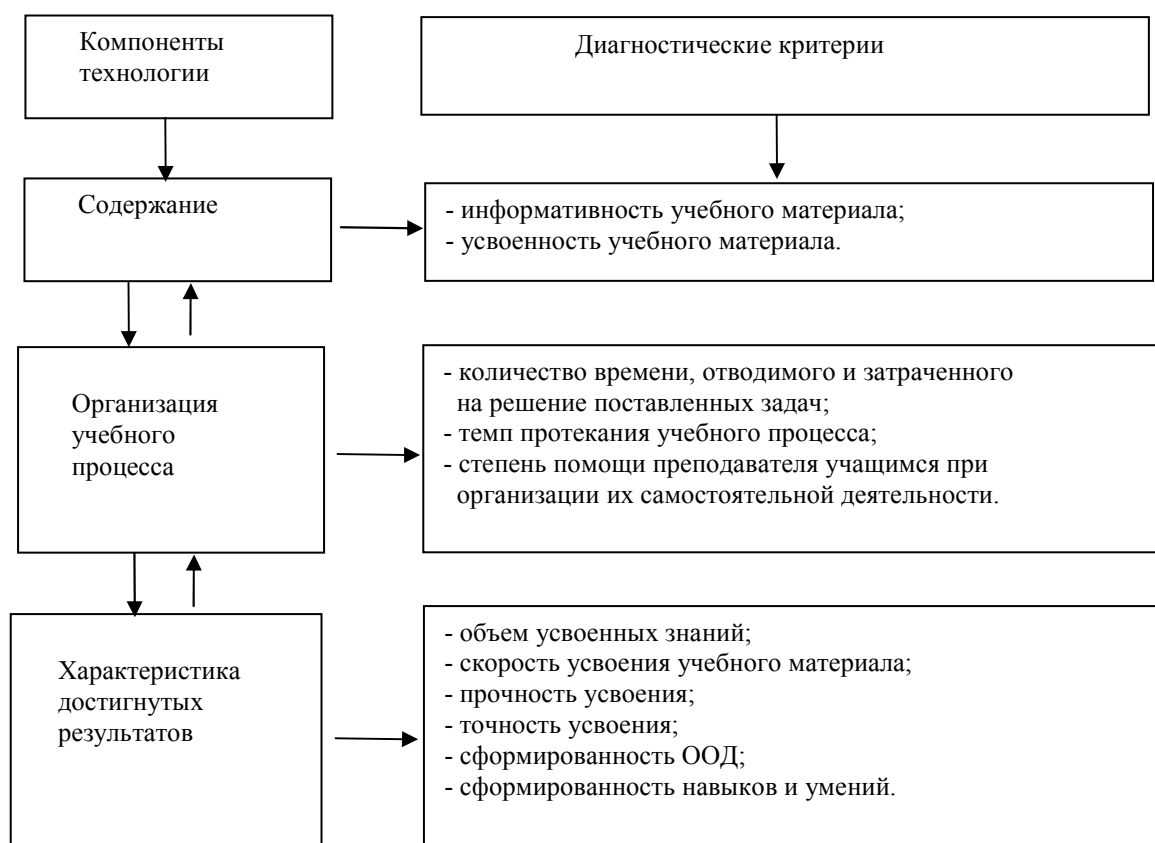 Компоненты
технологии
Диагностические критерии
Содержание
- информативность учебного материала;
- усвоенность учебного материала.
Организация
учебного
процесса
- количество времени, отводимого и затраченного
на решение поставленных задач;
- темп протекания учебного процесса;
- степень помощи преподавателя учащимся при
организации их самостоятельной деятельности.
Характеристика
достигнутых
результатов
- объем усвоенных знаний;
- скорость усвоения учебного материала;
- прочность усвоения;
- точность усвоения;
- сформированность ООД;
- сформированность навыков и умений.